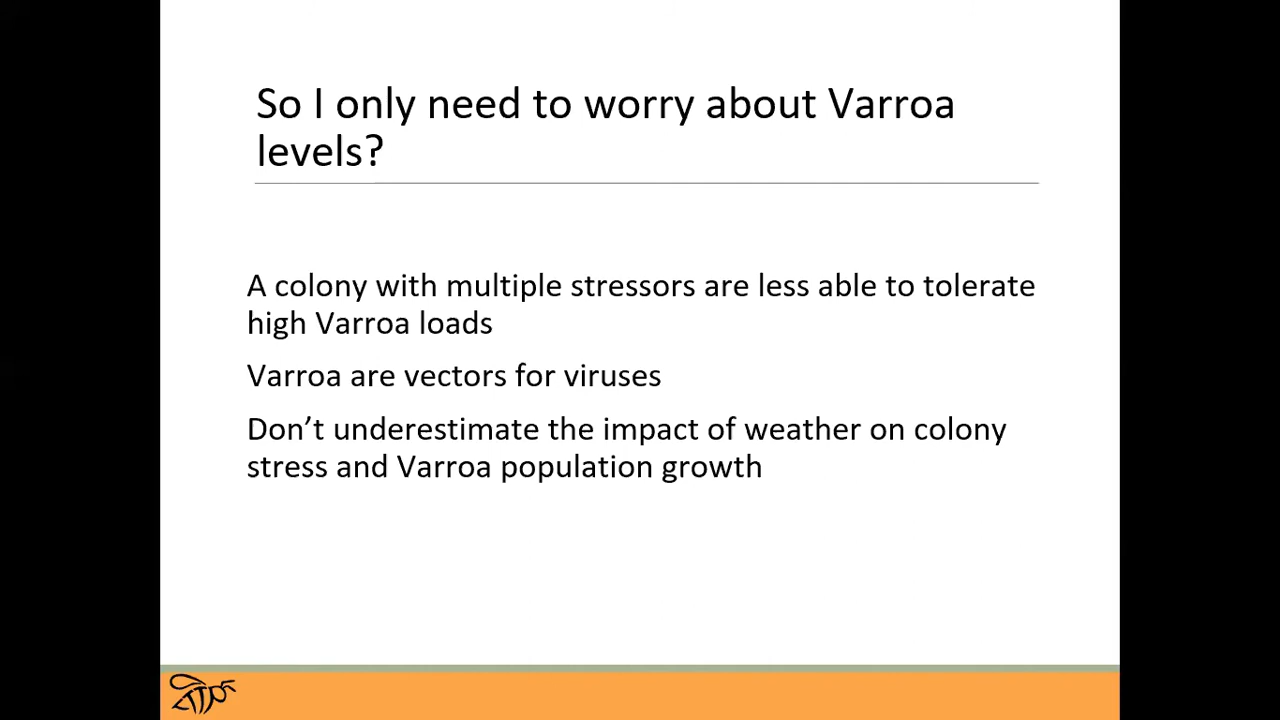 So I only need to worry about Varroa
levels?
A colony with multiple stressors are less able to tolerate
high Varroa loads
Varroa are vectors for viruses
Don’t underestimate the impact of weather on colony
stress and Varroa population growth